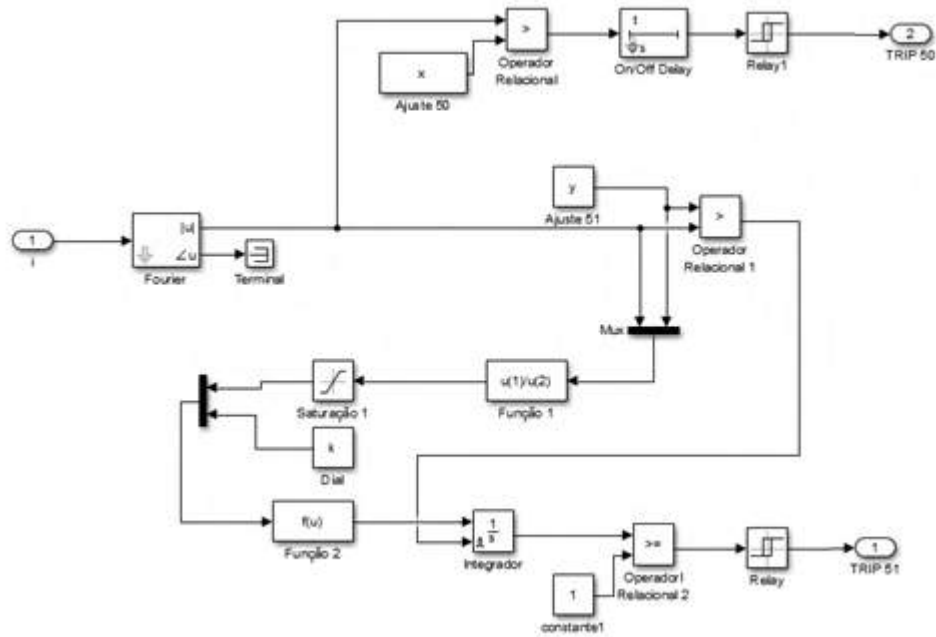 >
Operador
Relacional
1
s
On/Off Delay
Relay1
2
TRIP 50
x
Ajuste 50
y
Ajuste 51
>
Operador
Relacional 1
1
i
|u|
∠u
Fourier
Terminal
Mux
u(1)/u(2)
Função 1
Saturação 1
k
Dial
f(u)
Função 2
1
s
Integrador
>=
Operadorl
Relacional 2
Relay
1
TRIP 51
1
constante1